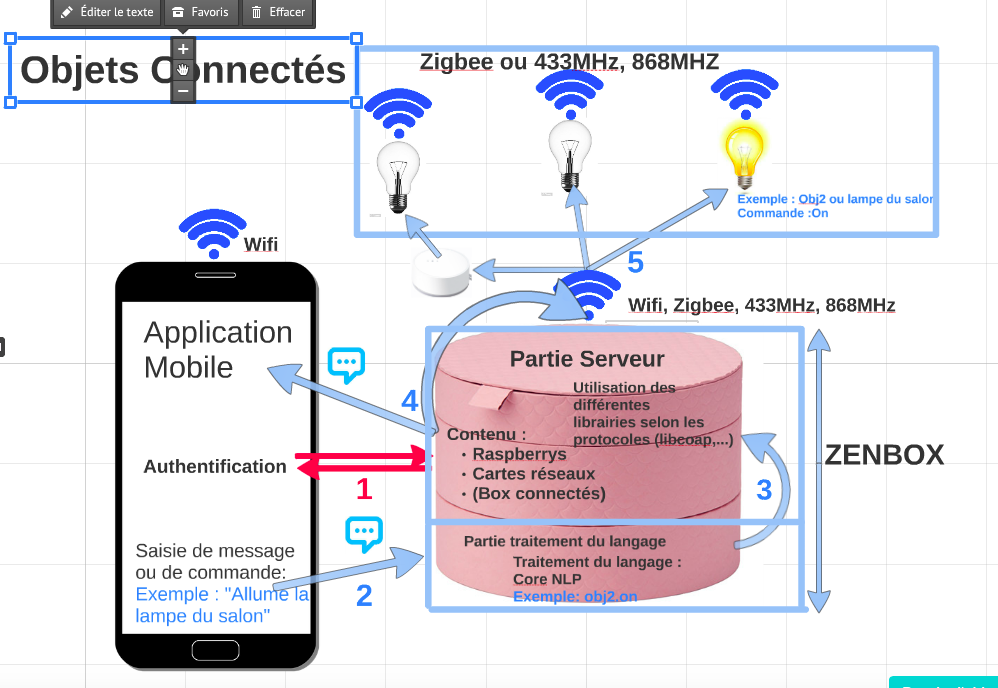 Éditer le texte
Favoris
Effacer
Objets Connectés
Zigbee ou 433MHz, 868MHZ
Exemple : Obj2 ou lampe du salon
Commande :On
Wifi
5
Wifi, Zigbee, 433MHz, 868MHz
Application
Mobile
Partie Serveur
Utilisation des
différentes
librairies selon les
protocoles (libcoap,...)
4
Contenu :
• Raspberrys
• Cartes réseaux
• (Box connectés)
ZENBOX
Authentification
1
3
Partie traitement du langage
Traitement du langage :
Core NLP
Exemple: obj2.on
Saisie de message
ou de commande:
Exemple : "Allume la
lampe du salon"
2